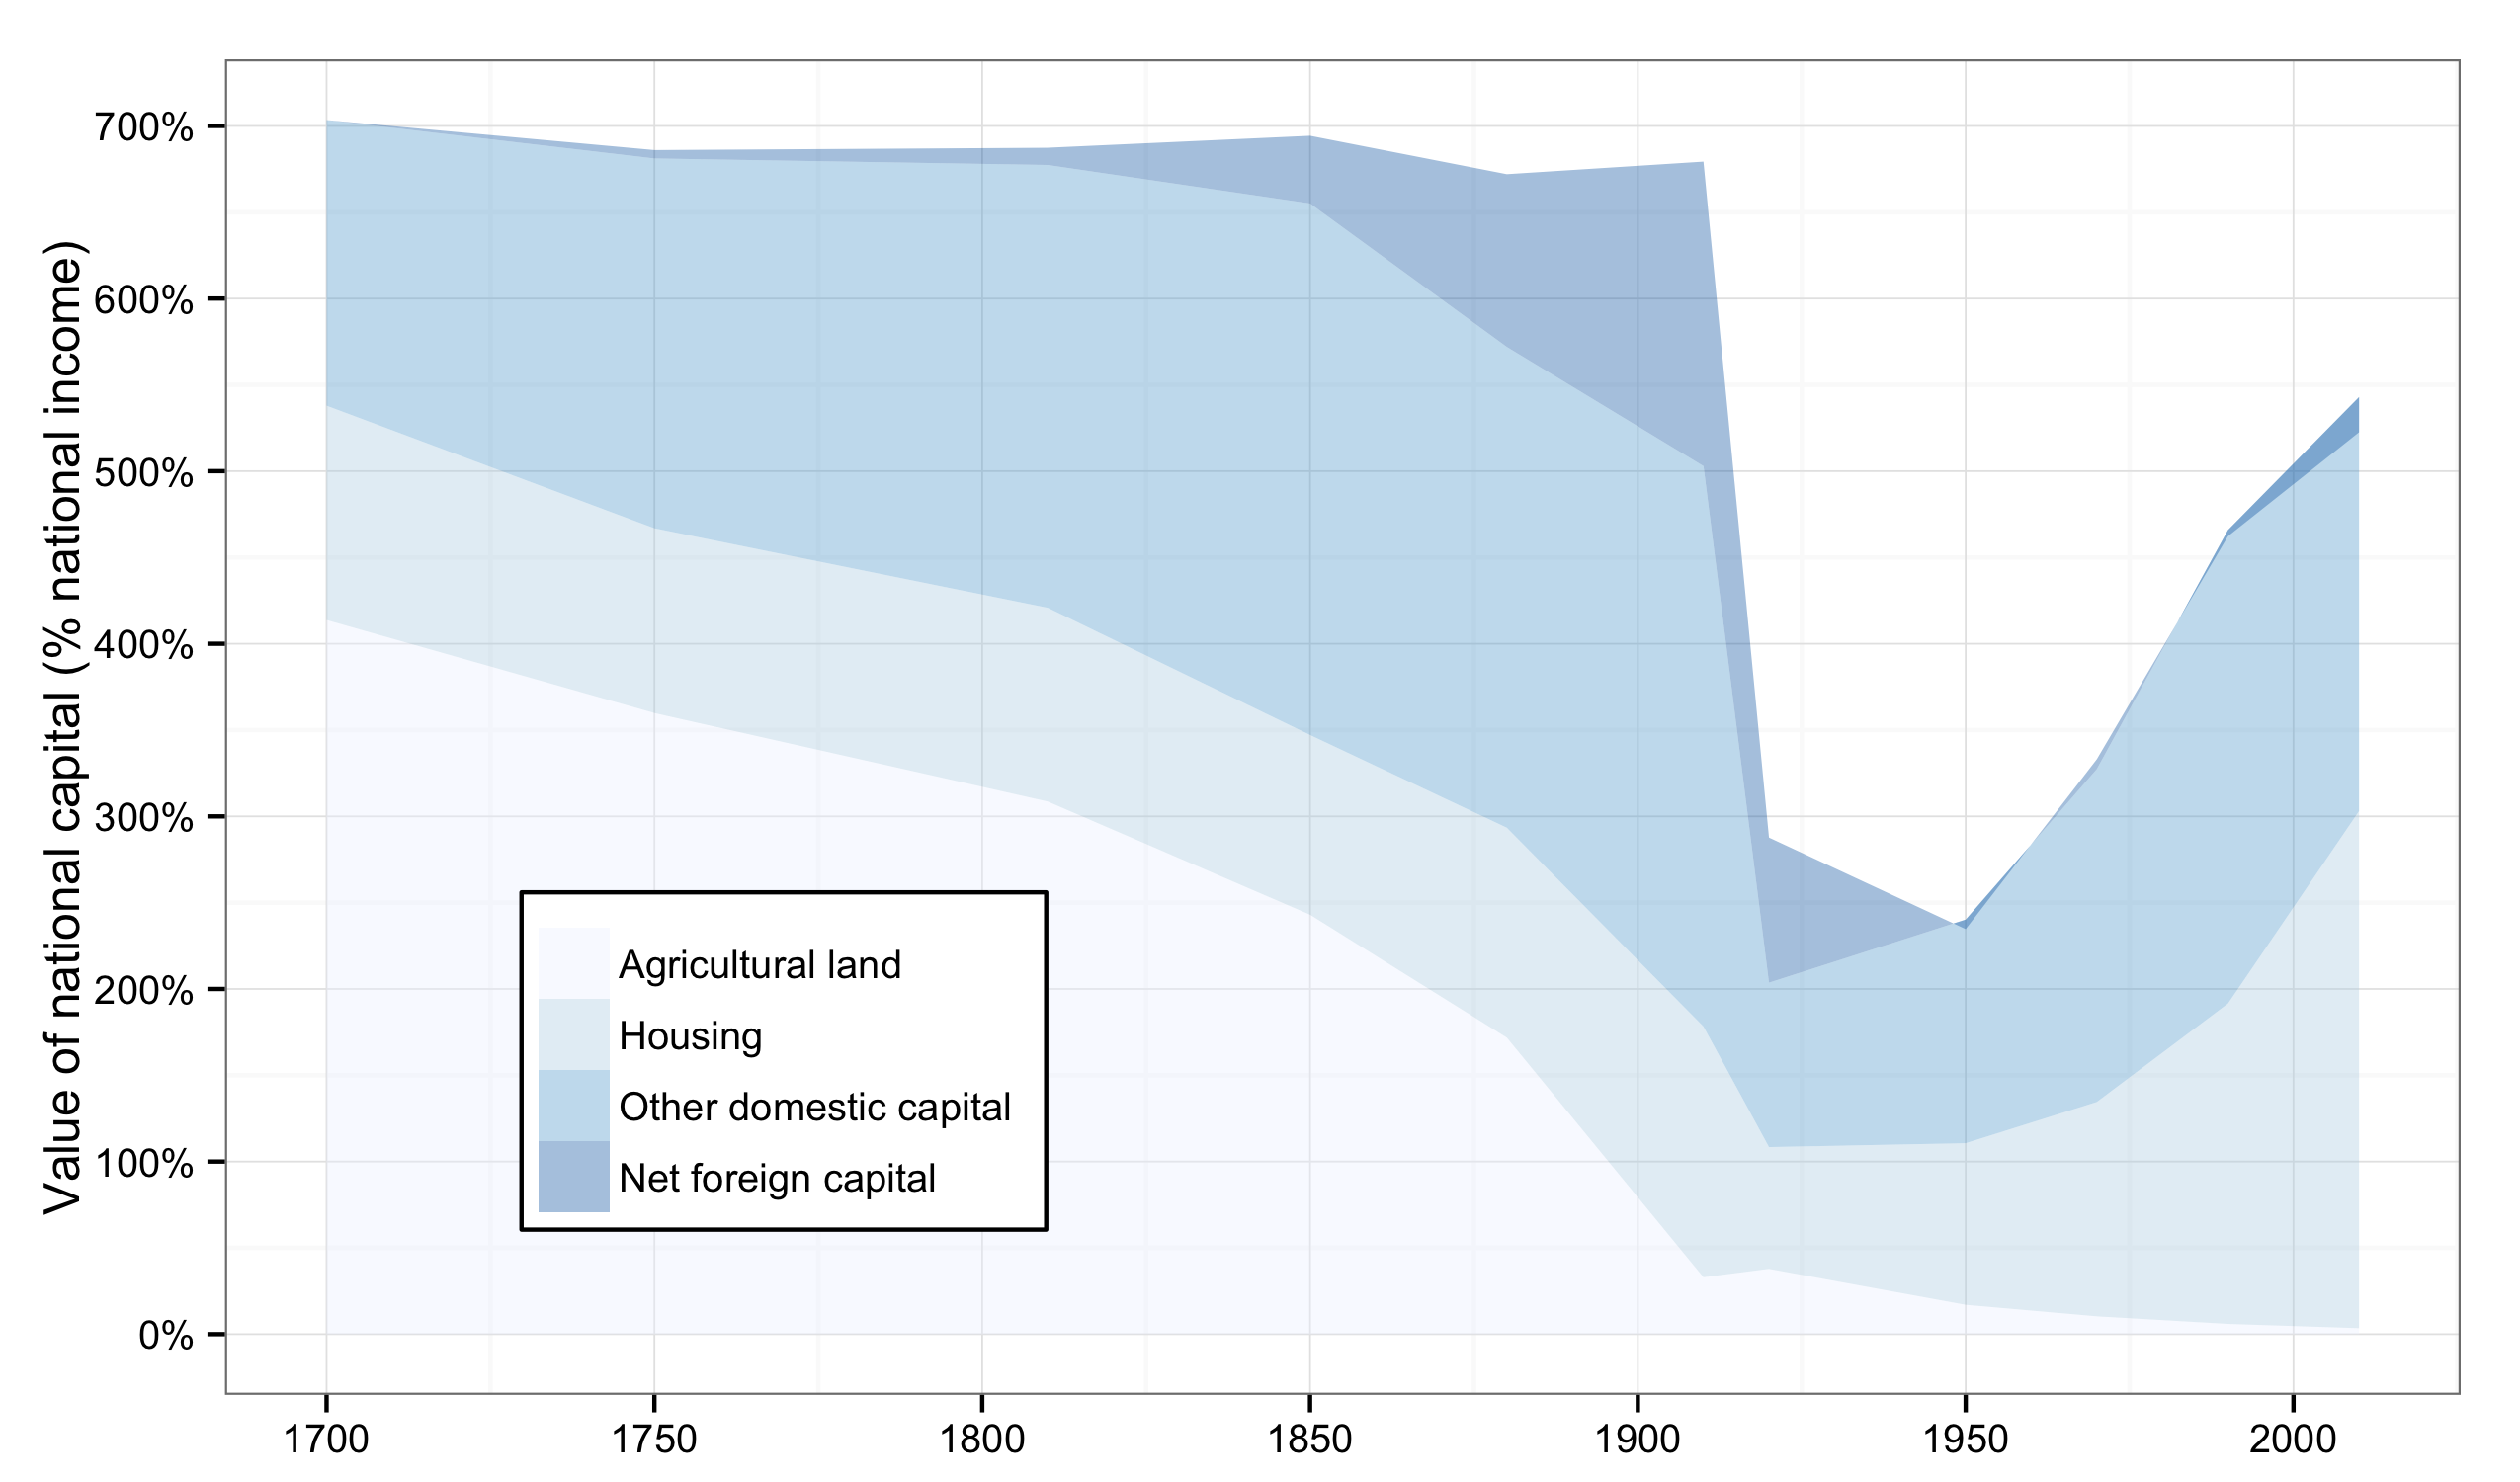 Value of national capital (% national income)
700%
600%
500%
400%
300%
200%
100%
0%
Agricultural land
Housing
Other domestic capital
Net foreign capital
1700 1750 1800 1850 1900 1950 2000